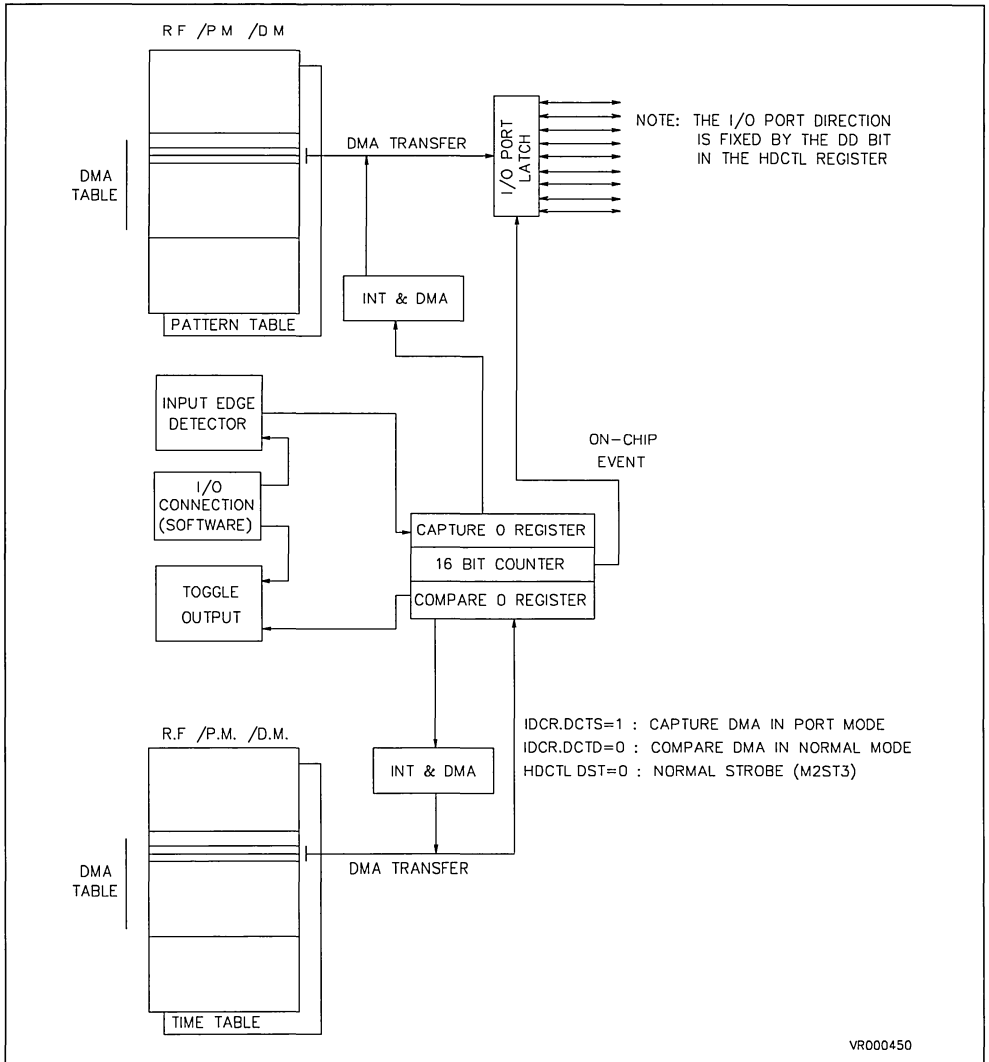 R F /P M /D M
DMA TRANSFER
I/O PORT
LATCH
NOTE: THE I/O PORT DIRECTION
IS FIXED BY THE DD BIT
IN THE HDCTL REGISTER
DMA
TABLE
INT & DMA
PATTERN TABLE
INPUT EDGE
DETECTOR
ON-CHIP
EVENT
I/O
CONNECTION
(SOFTWARE)
CAPTURE 0 REGISTER
16 BIT COUNTER
COMPARE 0 REGISTER
TOGGLE
OUTPUT
R.F /P.M. /D.M.
IDCR.DCTS=1 : CAPTURE DMA IN PORT MODE
IDCR.DCTD=0 : COMPARE DMA IN NORMAL MODE
HDCTL DST=0 : NORMAL STROBE (M2ST3)
INT & DMA
DMA TRANSFER
DMA
TABLE
TIME TABLE
VR000450